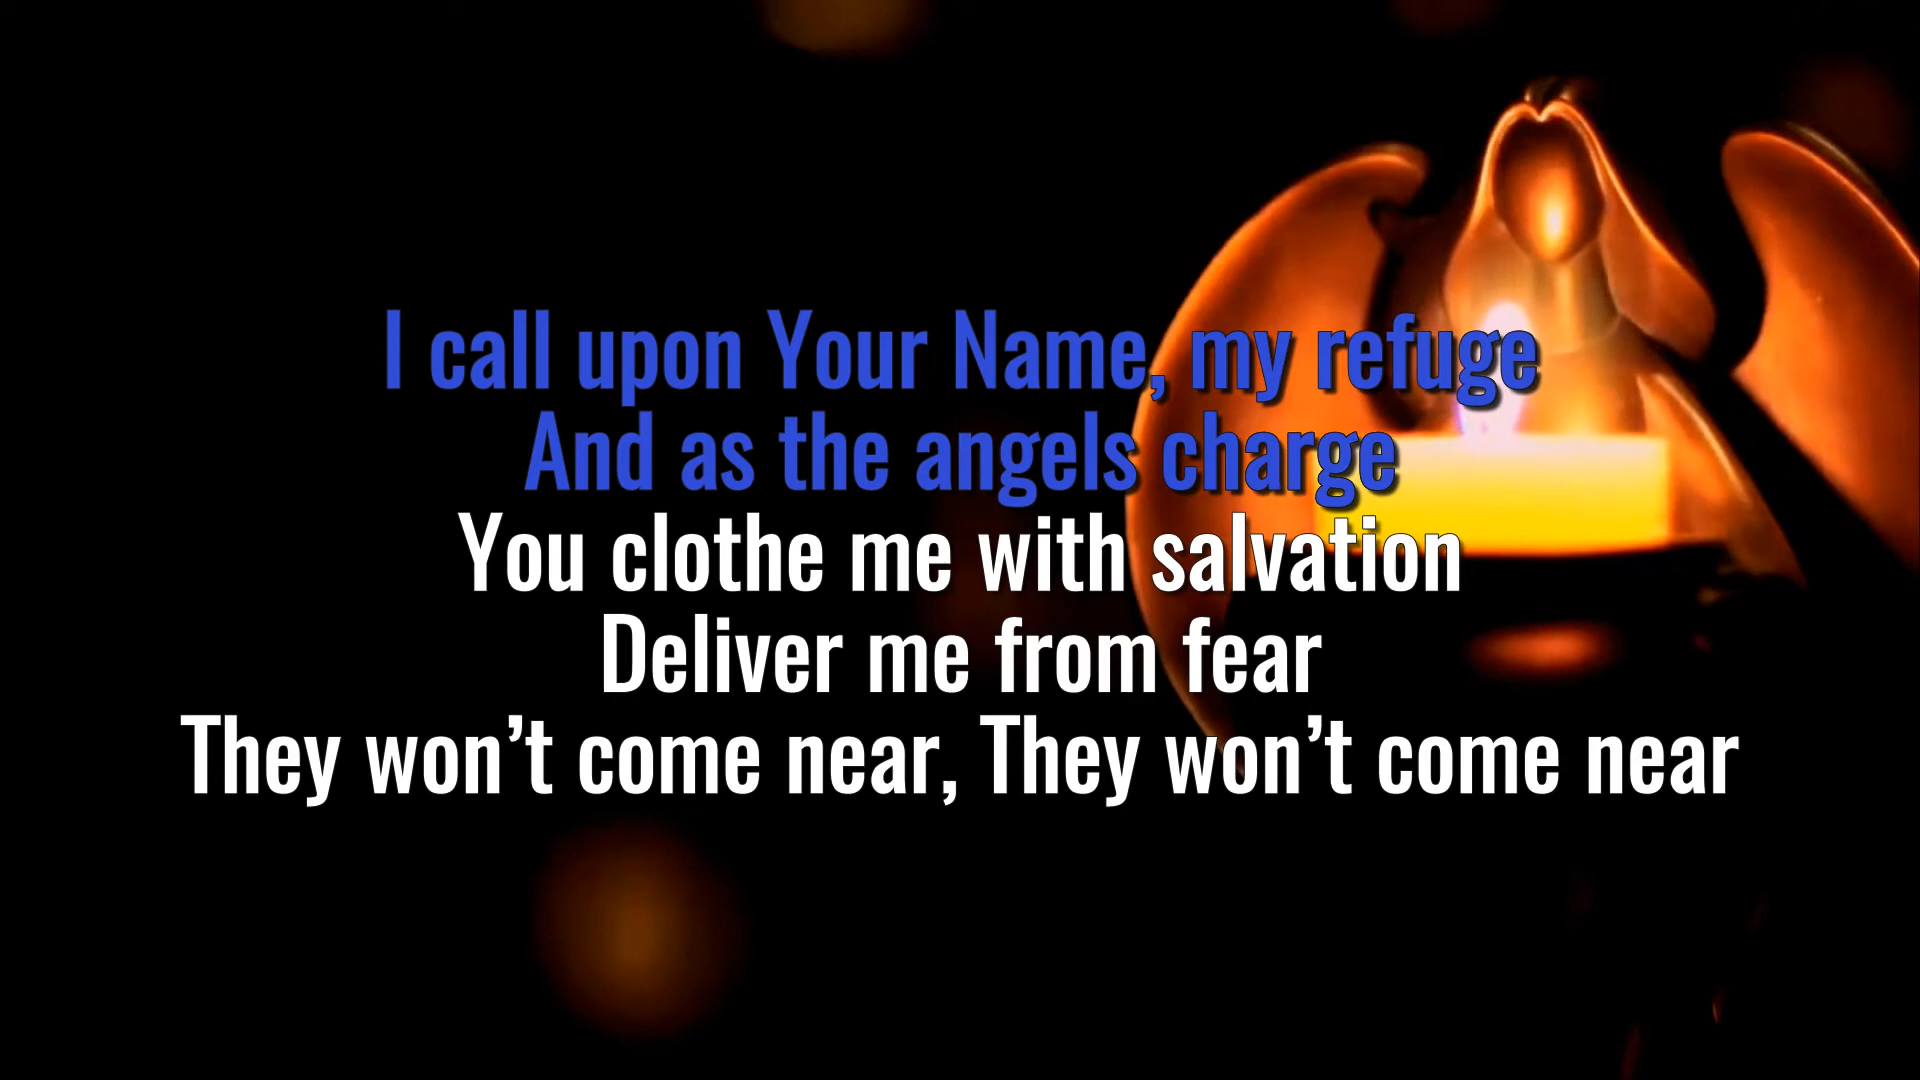 I call upon Your Name, my refuge
And as the angels charge
You clothe me with salvation
Deliver me from fear
They won’t come near, They won’t come near